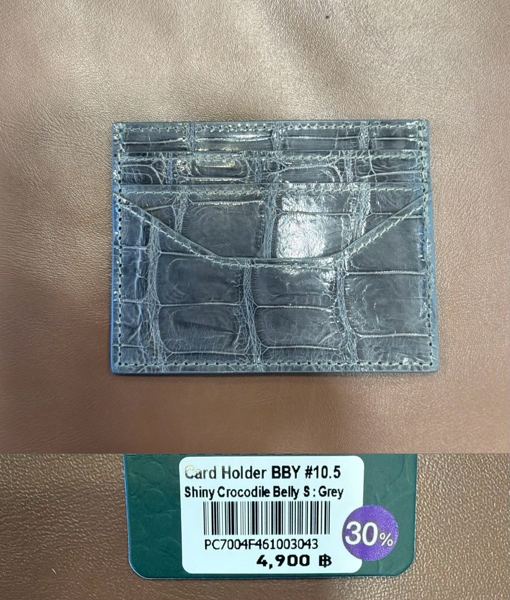 Card Holder BBY #10.5
Shiny Crocodile Belly S : Grey
PC7004F461003043
4,900 ฿
30%